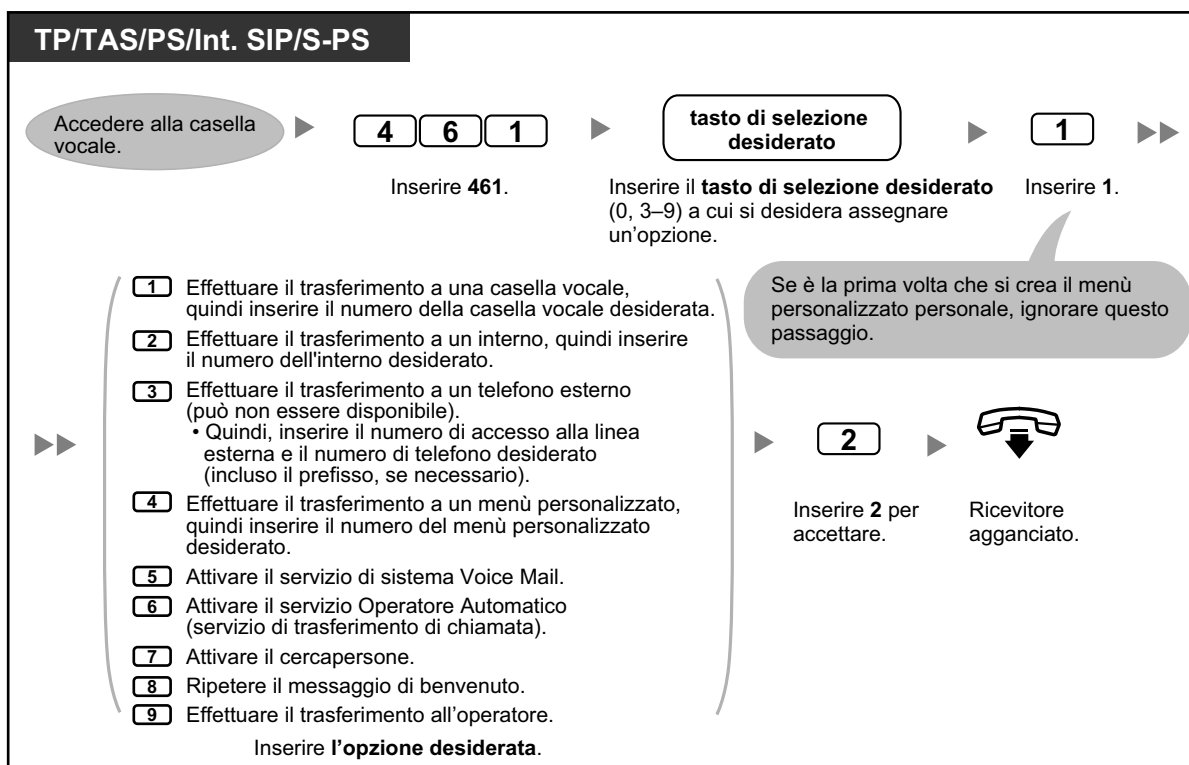 TP/TAS/PS/Int. SIP/S-PS
Accedere alla casella
vocale.
4 6 1
Inserire 461.
tasto di selezione
desiderato
Inserire il tasto di selezione desiderato
(0, 3–9) a cui si desidera assegnare
un’opzione.
1
Inserire 1.
Se è la prima volta che si crea il menù
personalizzato personale, ignorare questo
passaggio.
1 Effettuare il trasferimento a una casella vocale,
quindi inserire il numero della casella vocale desiderata.
2 Effettuare il trasferimento a un interno, quindi inserire
il numero dell'interno desiderato.
3 Effettuare il trasferimento a un telefono esterno
(può non essere disponibile).
• Quindi, inserire il numero di accesso alla linea
esterna e il numero di telefono desiderato
(incluso il prefisso, se necessario).
4 Effettuare il trasferimento a un menù personalizzato,
quindi inserire il numero del menù personalizzato
desiderato.
5 Attivare il servizio di sistema Voice Mail.
6 Attivare il servizio Operatore Automatico
(servizio di trasferimento di chiamata).
7 Attivare il cercapersone.
8 Ripetere il messaggio di benvenuto.
9 Effettuare il trasferimento all’operatore.
Inserire l’opzione desiderata.
2
Inserire 2 per
accettare.
Ricevitore
agganciato.